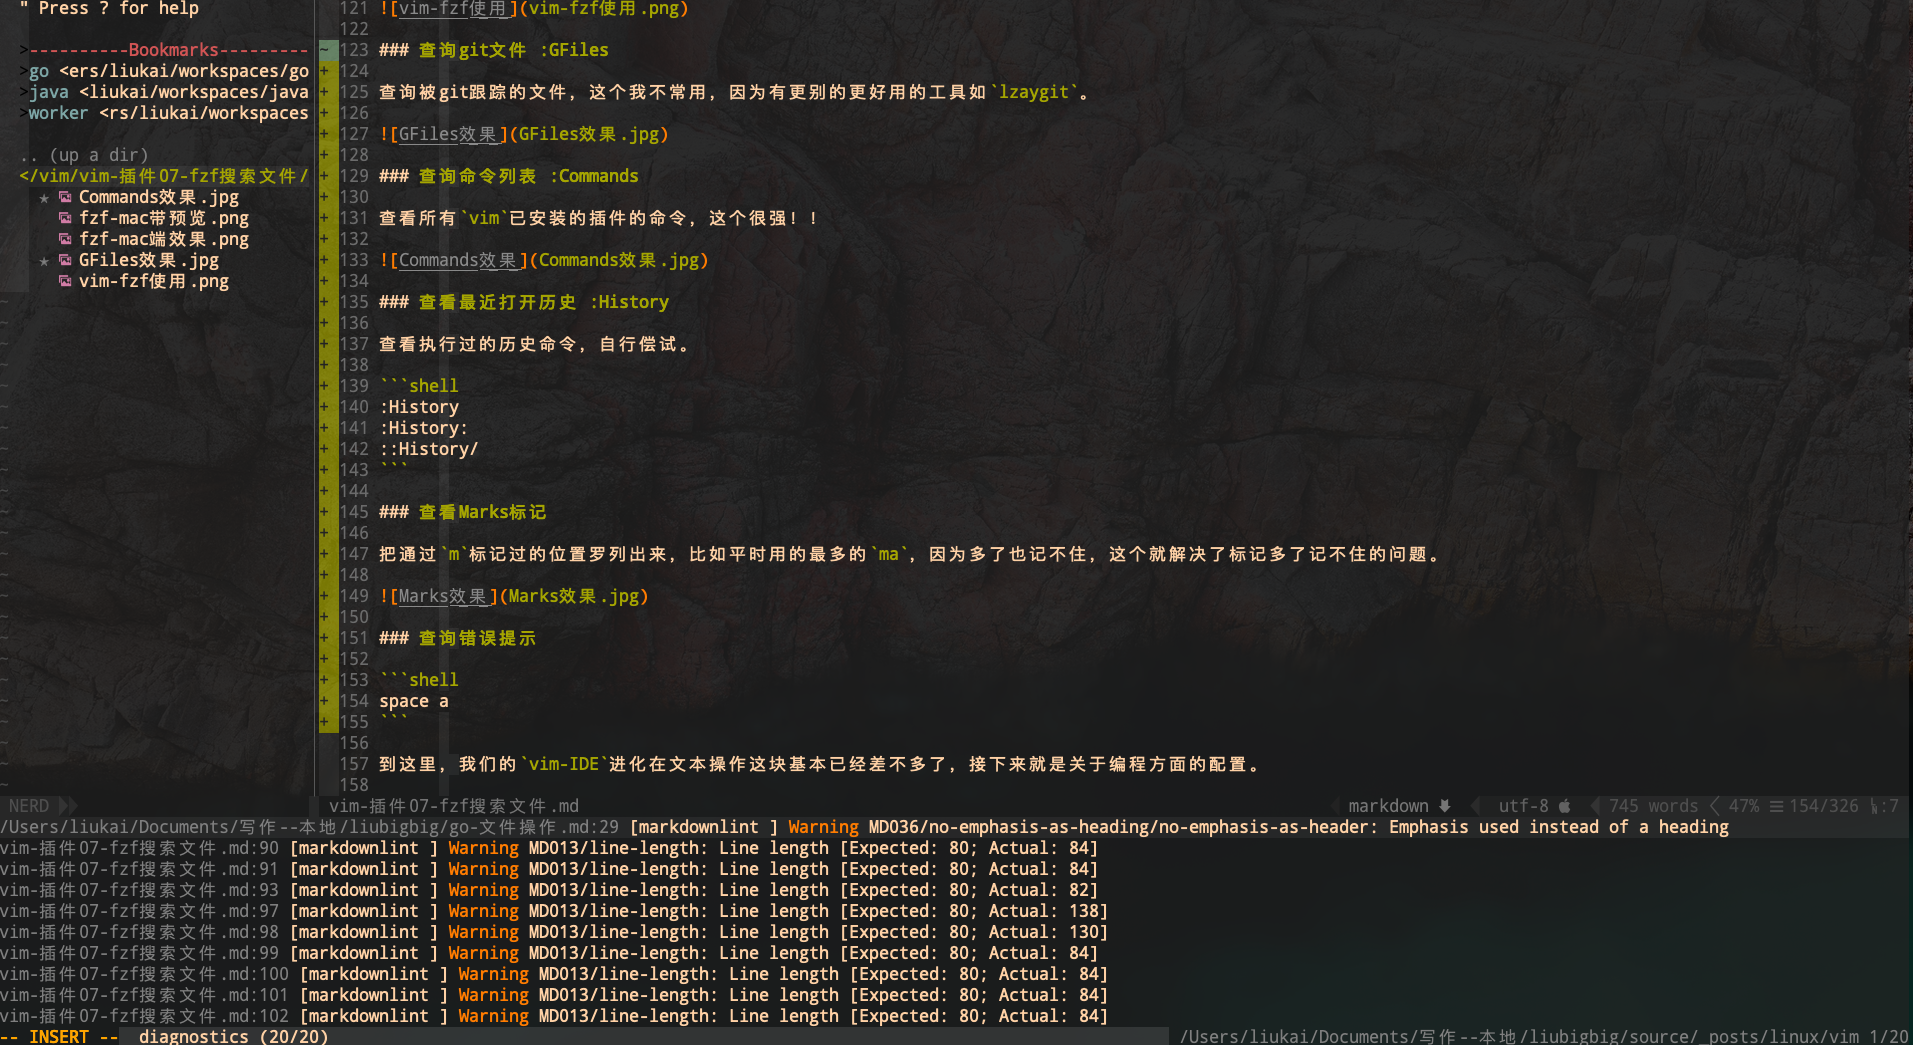 " Press ? for help
>----------Bookmarks---------
>go <ers/liukai/workspaces/go
>java <liukai/workspaces/java
>worker <rs/liukai/workspaces
.. (up a dir)
</vim/vim-插件07-fzf搜索文件/
★ Commands效果.jpg
fzf-mac带预览.png
fzf-mac端效果.png
★ GFiles效果.jpg
vim-fzf使用.png
NERD
121 ![vim-fzf使用](vim-fzf使用.png)
122
~ 123 ### 查询git文件 :GFiles
+ 124
+ 125 查询被git跟踪的文件，这个我不常用，因为有更别的更好用的工具如`lzaygit`。
+ 126
+ 127 ![GFiles效果](GFiles效果.jpg)
+ 128
+ 129 ### 查询命令列表 :Commands
+ 130
+ 131 查看所有`vim`已安装的插件的命令，这个很强！！
+ 132
+ 133 ![Commands效果](Commands效果.jpg)
+ 134
+ 135 ### 查看最近打开历史 :History
+ 136
+ 137 查看执行过的历史命令，自行偿试。
+ 138
+ 139 ```shell
+ 140 :History
+ 141 :History:
+ 142 ::History/
+ 143 ```
+ 144
+ 145 ### 查看Marks标记
+ 146
+ 147 把通过`m`标记过的位置罗列出来，比如平时用的最多的`ma`，因为多了也记不住，这个就解决了标记多了记不住的问题。
+ 148
+ 149 ![Marks效果](Marks效果.jpg)
+ 150
+ 151 ### 查询错误提示
+ 152
+ 153 ```shell
+ 154 space a
+ 155 ```
156
157 到这里，我们的`vim-IDE`进化在文本操作这块基本已经差不多了，接下来就是关于编程方面的配置。
158
vim-插件07-fzf搜索文件.md markdown utf-8 745 words 47% ☰ 154/326 :7
/Users/liukai/Documents/写作--本地/liubigbig/go-文件操作.md:29 [markdownlint ] Warning MD036/no-emphasis-as-heading/no-emphasis-as-header: Emphasis used instead of a heading
vim-插件07-fzf搜索文件.md:90 [markdownlint ] Warning MD013/line-length: Line length [Expected: 80; Actual: 84]
vim-插件07-fzf搜索文件.md:91 [markdownlint ] Warning MD013/line-length: Line length [Expected: 80; Actual: 84]
vim-插件07-fzf搜索文件.md:93 [markdownlint ] Warning MD013/line-length: Line length [Expected: 80; Actual: 82]
vim-插件07-fzf搜索文件.md:97 [markdownlint ] Warning MD013/line-length: Line length [Expected: 80; Actual: 138]
vim-插件07-fzf搜索文件.md:98 [markdownlint ] Warning MD013/line-length: Line length [Expected: 80; Actual: 130]
vim-插件07-fzf搜索文件.md:99 [markdownlint ] Warning MD013/line-length: Line length [Expected: 80; Actual: 84]
vim-插件07-fzf搜索文件.md:100 [markdownlint ] Warning MD013/line-length: Line length [Expected: 80; Actual: 84]
vim-插件07-fzf搜索文件.md:101 [markdownlint ] Warning MD013/line-length: Line length [Expected: 80; Actual: 84]
vim-插件07-fzf搜索文件.md:102 [markdownlint ] Warning MD013/line-length: Line length [Expected: 80; Actual: 84]
-- INSERT -- diagnostics (20/20) /Users/liukai/Documents/写作--本地/liubigbig/source/_posts/linux/vim 1/20